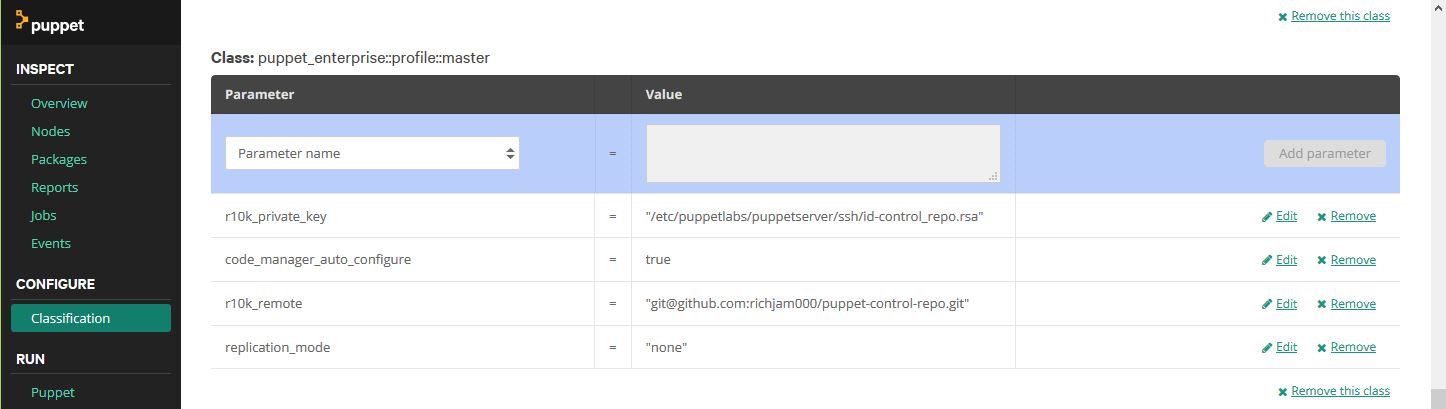 puppet
INSPECT
Overview
Nodes
Packages
Reports
Jobs
Events
CONFIGURE
Classification
RUN
Puppet
Remove this class
Class: puppet_enterprise::profile::master
Parameter Value
Parameter name = Add parameter
r10k_private_key = "/etc/puppetlabs/puppetserver/ssh/id-control_repo.rsa" Edit Remove
code_manager_auto_configure = true Edit Remove
r10k_remote = "git@github.com:richjam000/puppet-control-repo.git" Edit Remove
replication_mode = "none" Edit Remove
Remove this class